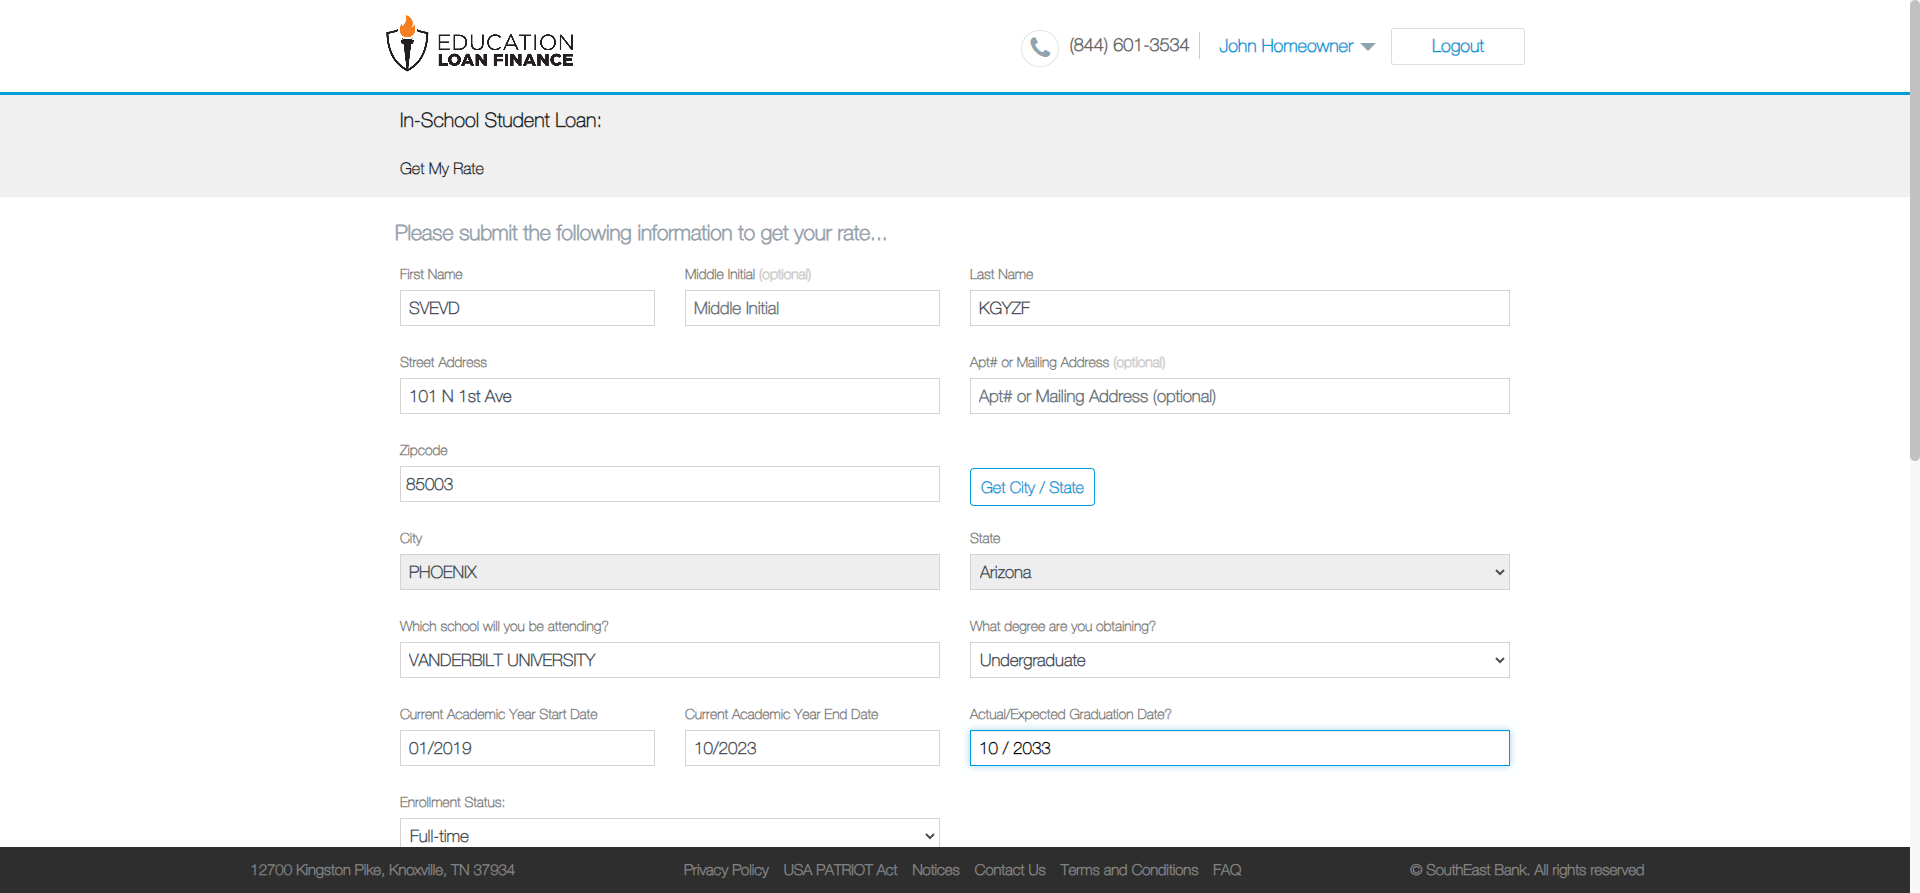 EDUCATION
LOAN FINANCE
(844) 601-3534
John Homeowner
Logout
In-School Student Loan:
Get My Rate
Please submit the following information to get your rate...
First Name
Middle Initial (optional)
Last Name
SVEVD
Middle Initial
KGYZF
Street Address
Apt# or Mailing Address (optional)
101 N 1st Ave
Apt# or Mailing Address (optional)
Zipcode
85003
Get City / State
City
State
PHOENIX
Arizona
Which school will you be attending?
What degree are you obtaining?
VANDERBILT UNIVERSITY
Undergraduate
Current Academic Year Start Date
Current Academic Year End Date
Actual/Expected Graduation Date?
01/2019
10/2023
10 / 2033
Enrollment Status:
Full-time
12700 Kingston Pike, Knoxville, TN 37934
Privacy Policy
USA PATRIOT Act
Notices
Contact Us
Terms and Conditions
FAQ
© SouthEast Bank. All rights reserved